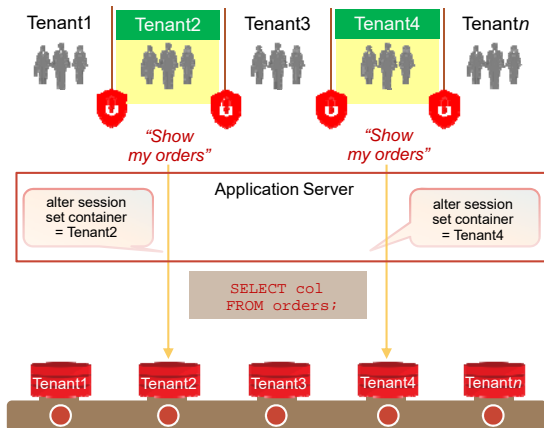 Tenant1
Tenant2
Tenant3
Tenant4
Tenantn
“Show
my orders”
“Show
my orders”
Application Server
alter session
set container
= Tenant2
alter session
set container
= Tenant4
SELECT col
FROM orders;
Tenant1
Tenant2
Tenant3
Tenant4
Tenantn